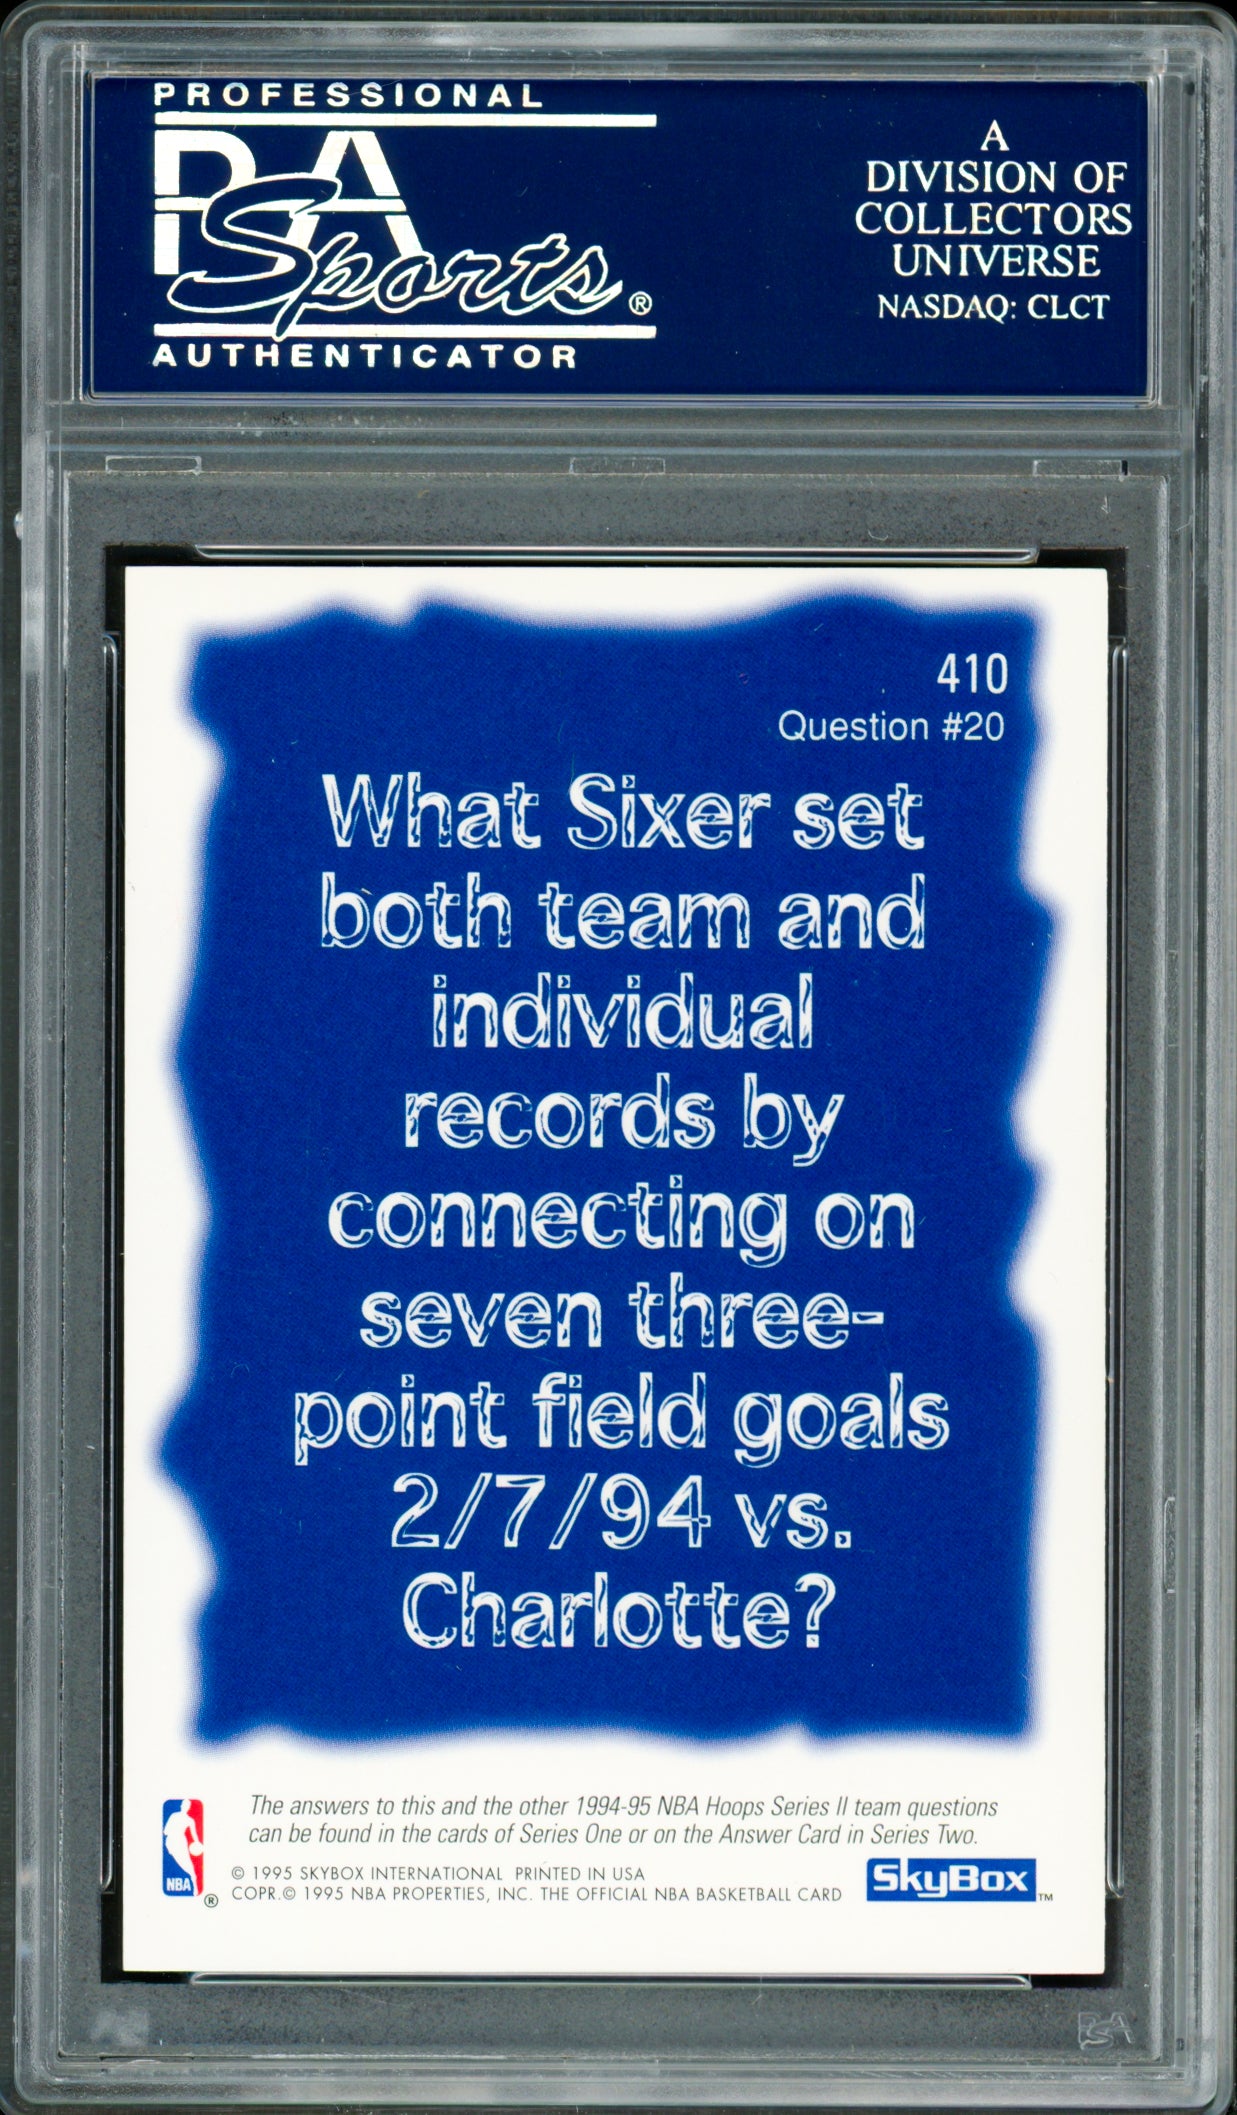 PROFESSIONAL
PSA
Sports®
AUTHENTICATOR
A
DIVISION OF
COLLECTORS
UNIVERSE
NASDAQ: CLCT
410
Question #20
What Sixer set
both team and
individual
records by
connecting on
seven three-
point field goals
2/7/94 vs.
Charlotte?
The answers to this and the other 1994-95 NBA Hoops Series II team questions
can be found in the cards of Series One or on the Answer Card in Series Two.
NBA ®
© 1995 SKYBOX INTERNATIONAL PRINTED IN USA
COPR.© 1995 NBA PROPERTIES, INC. THE OFFICIAL NBA BASKETBALL CARD
SkyBox™
PSA